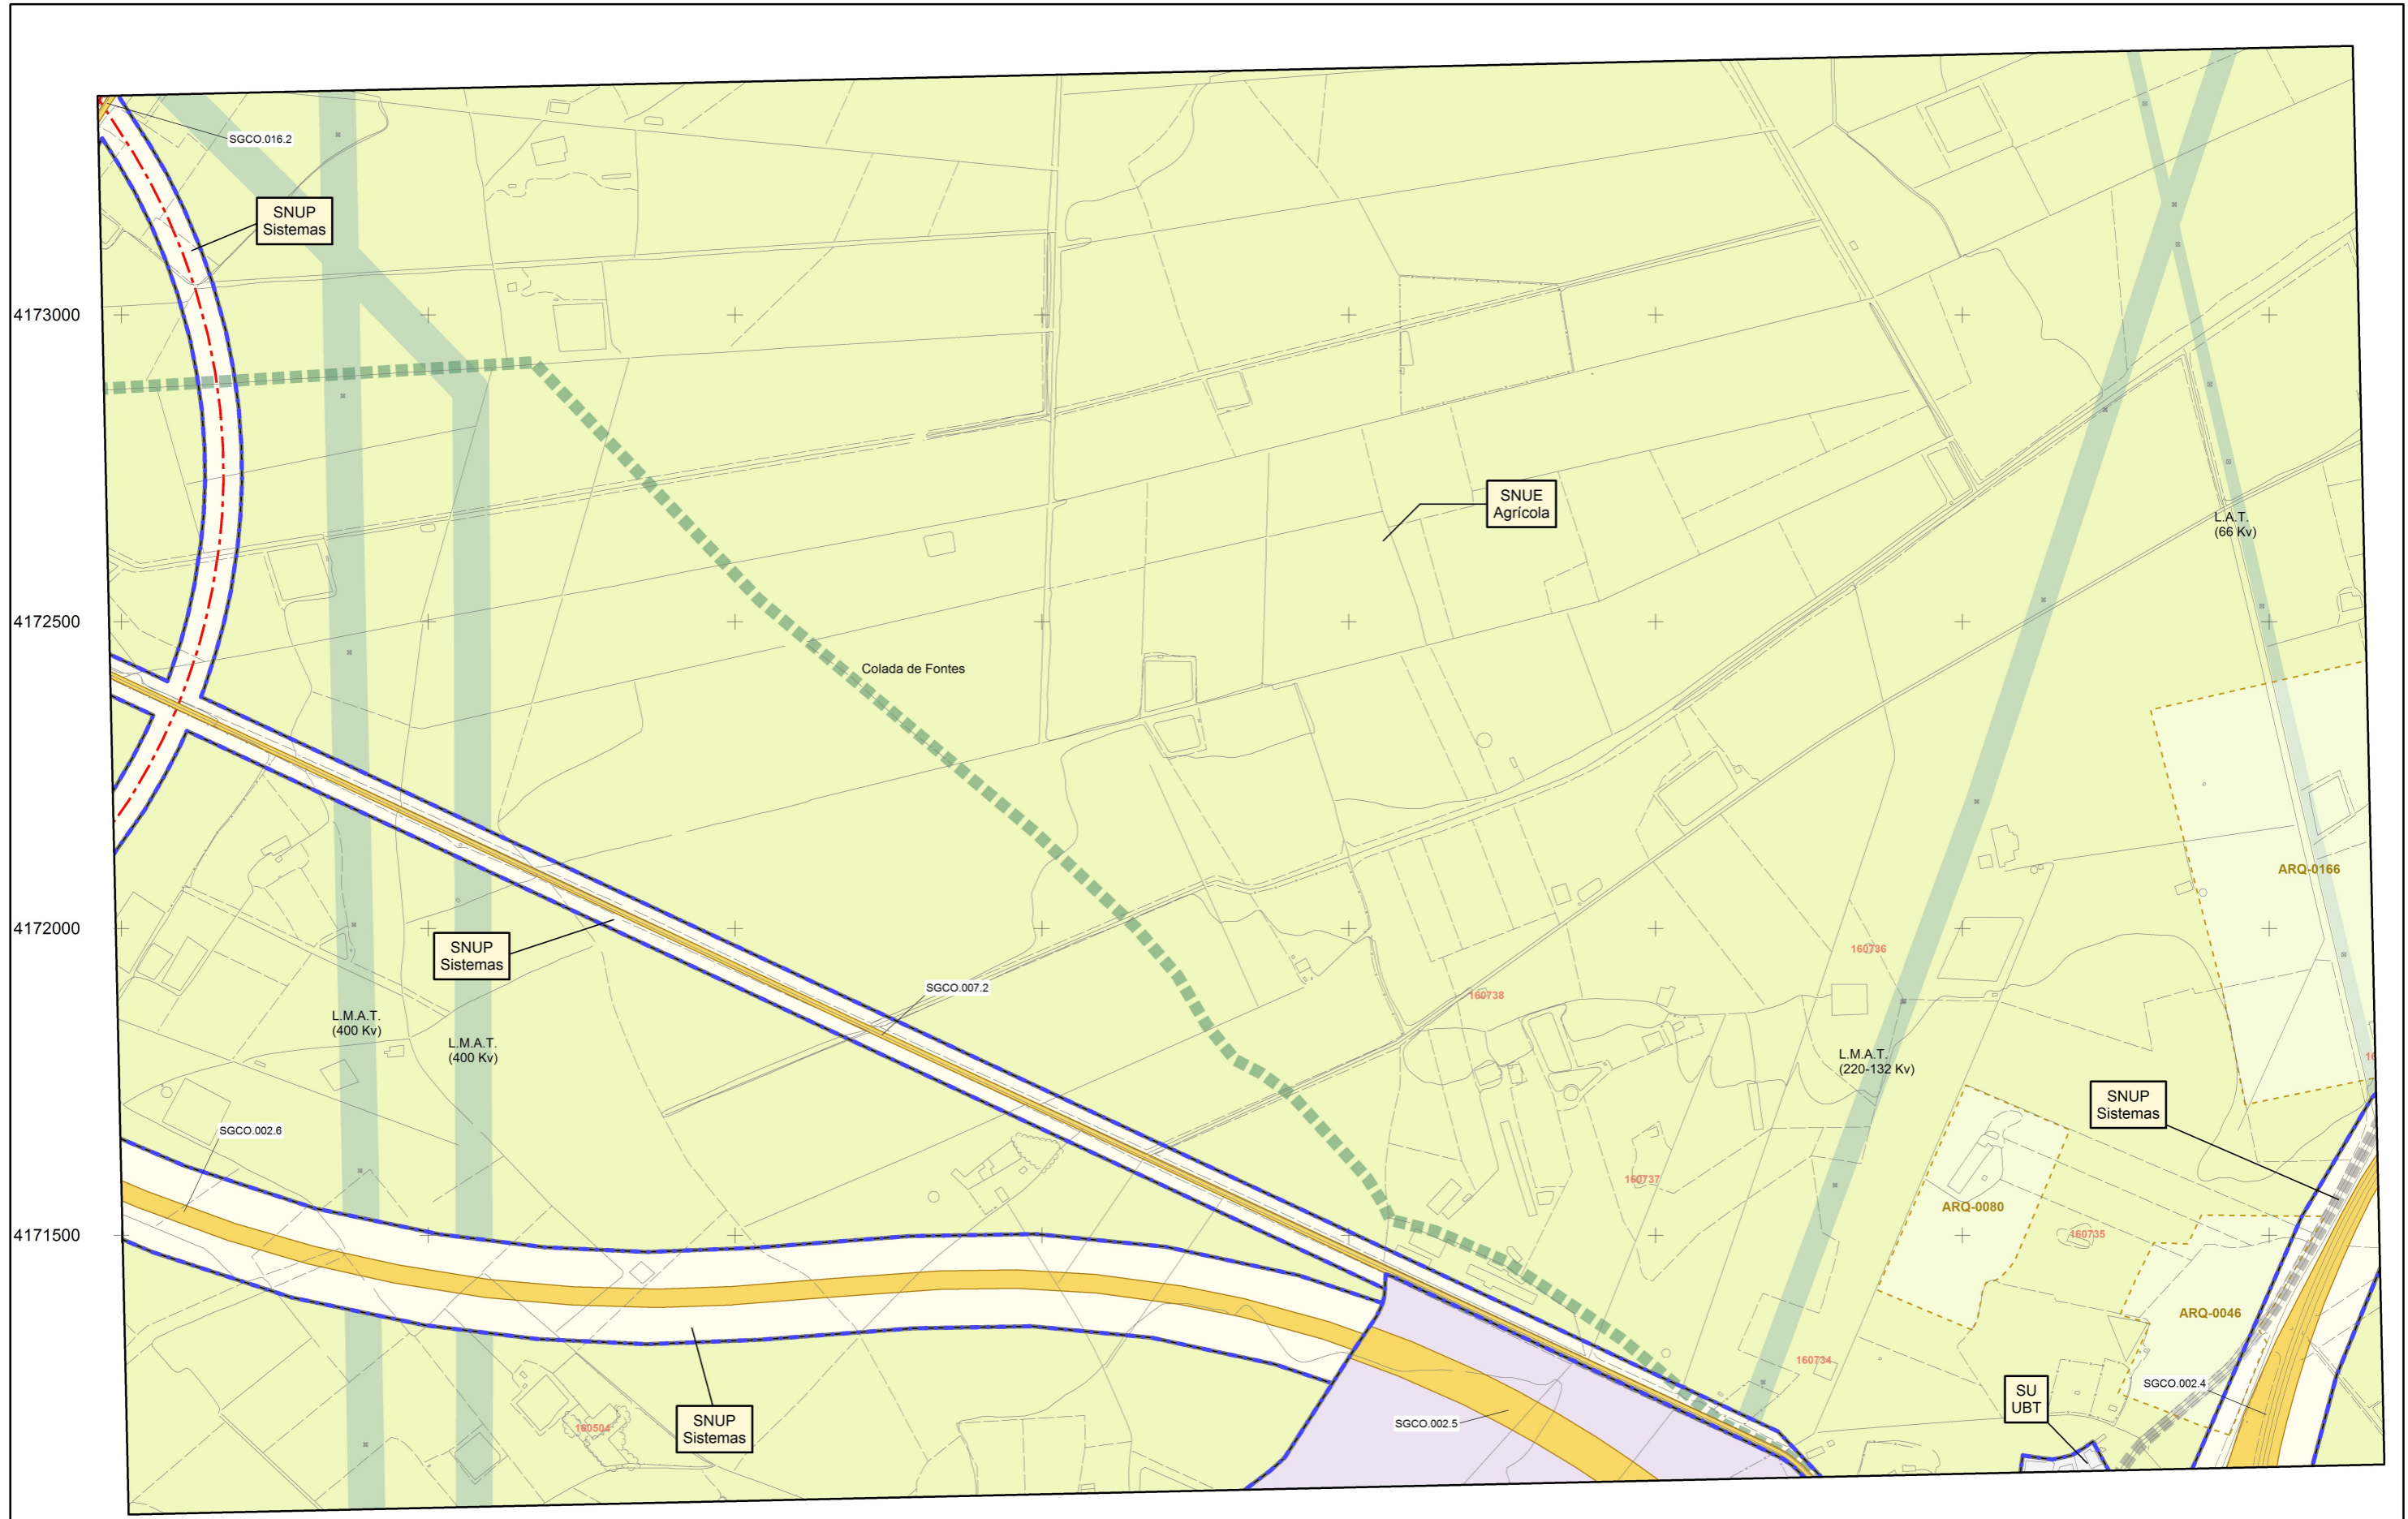 SGCO.016.2
SNUP
Sistemas
4173000
SNUE
Agrícola
L.A.T.
(66 Kv)
4172500
Colada de Fontes
ARQ-0166
4172000
SNUP
Sistemas
160736
SGCO.007.2
160738
L.M.A.T.
(400 Kv)
L.M.A.T.
(400 Kv)
L.M.A.T.
(220-132 Kv)
16
SNUP
Sistemas
SGCO.002.6
160737
ARQ-0080
160735
4171500
ARQ-0046
160734
SGCO.002.4
SU
UBT
SNUP
Sistemas
160504
SGCO.002.5